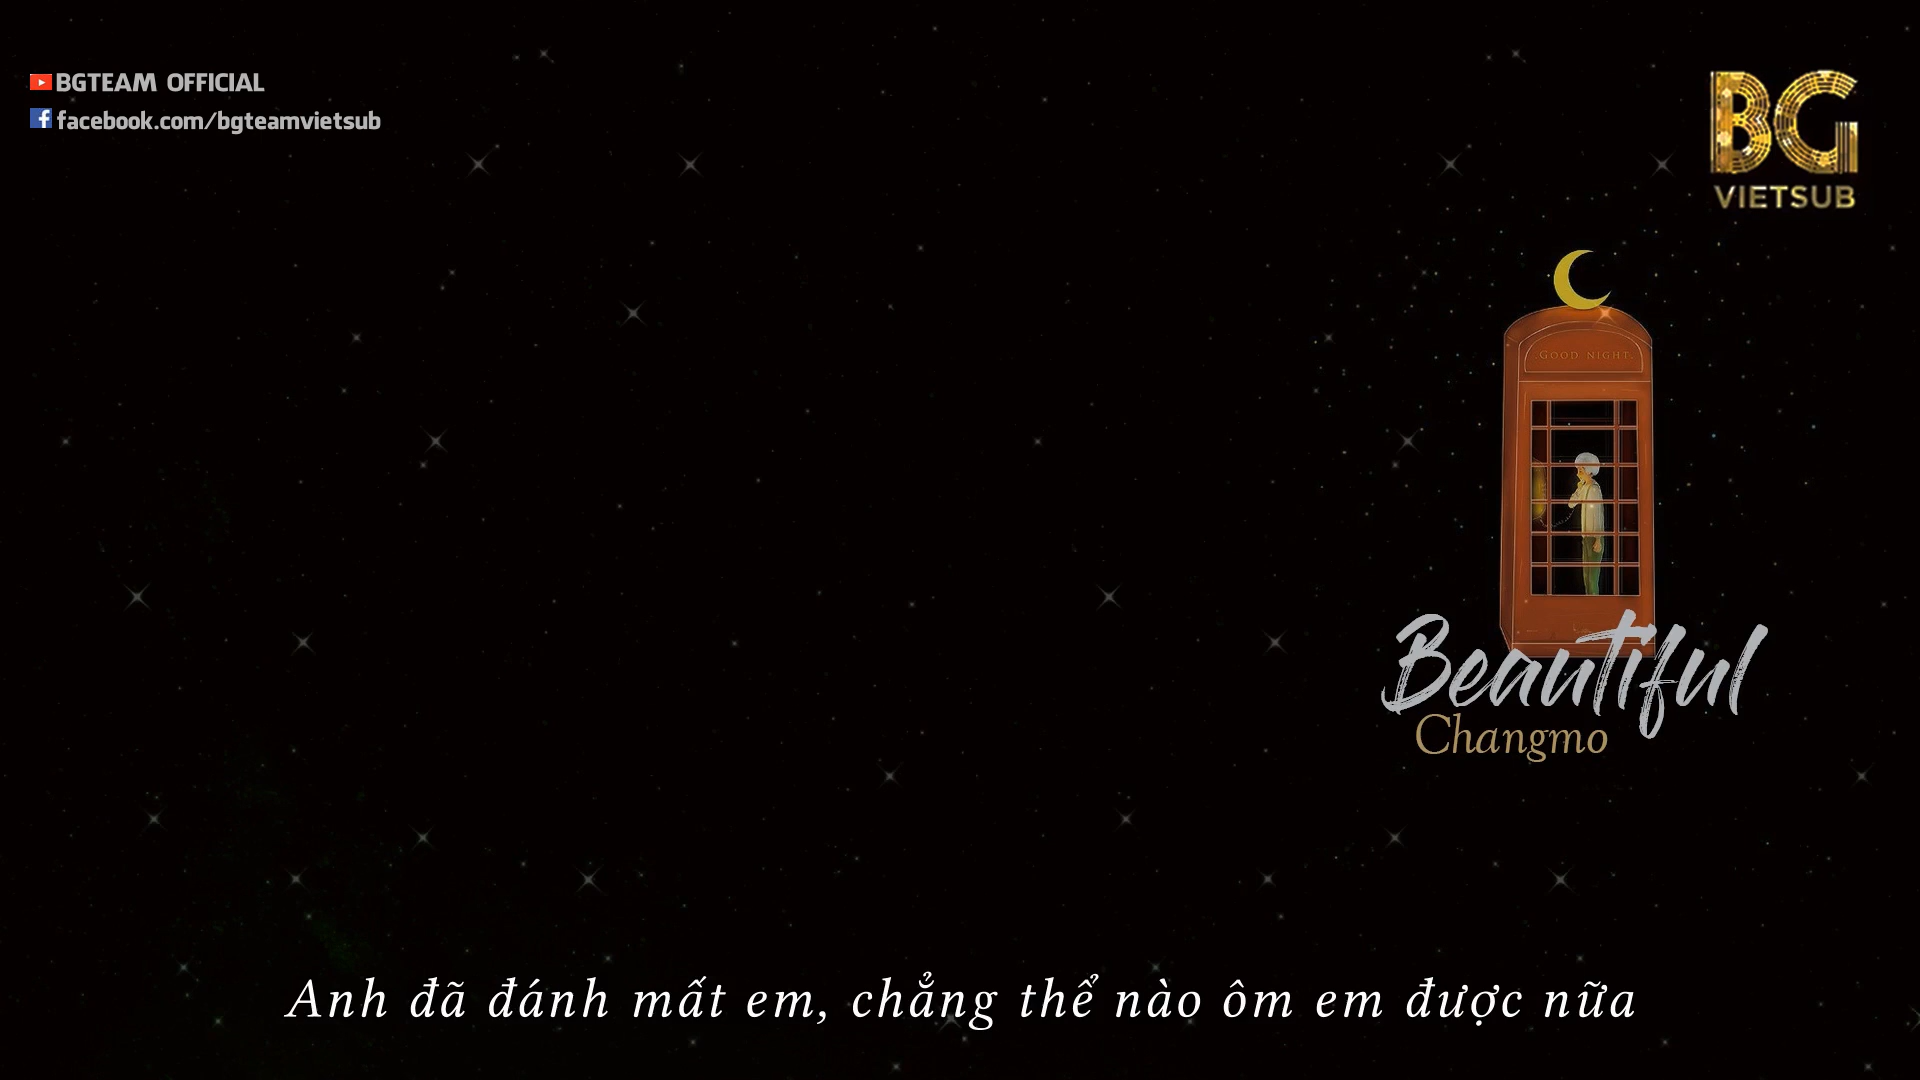 BGTEAM OFFICIAL
facebook.com/bgteamvietsub
BG
VIETSUB
GOOD NIGHT.
Beautiful
Changmo
Anh đã đánh mất em, chẳng thể nào ôm em được nữa